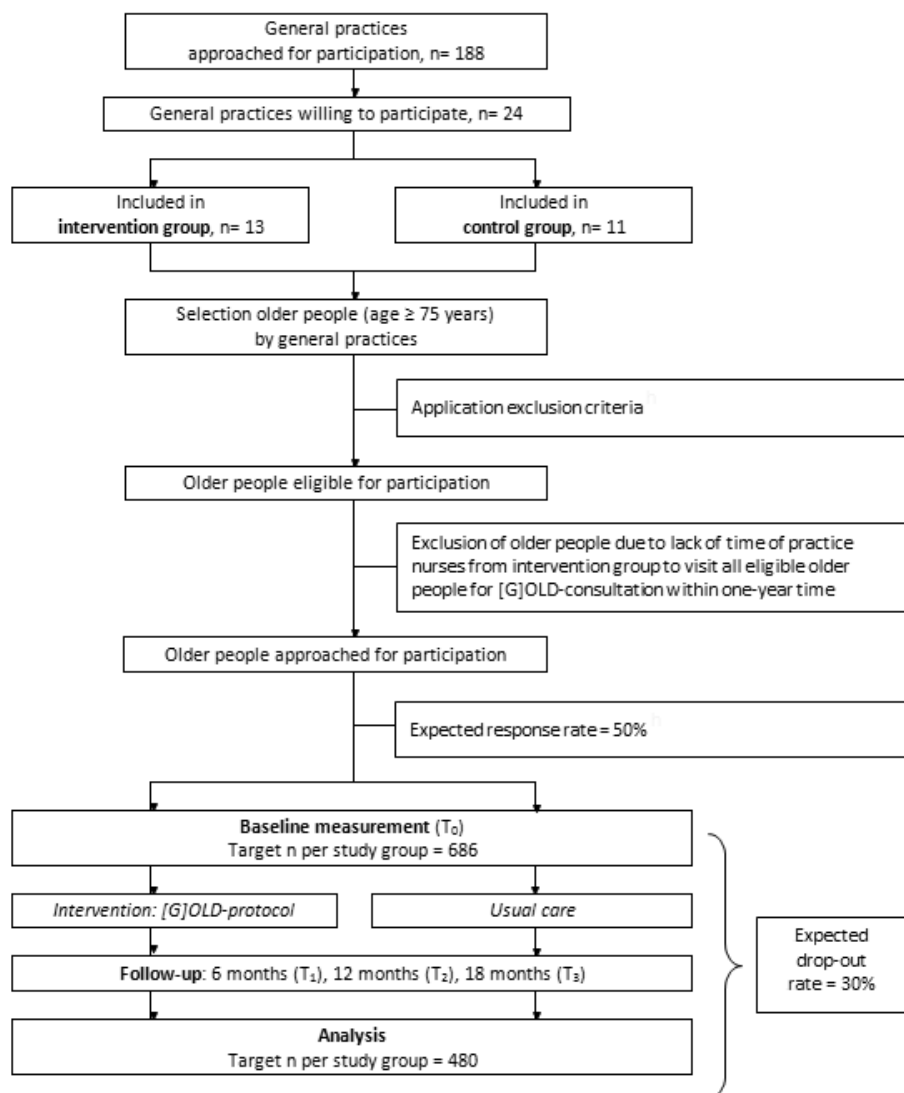 General practices
approached for participation, n= 188
General practices willing to participate, n= 24
Included in
intervention group, n= 13
Included in
control group, n= 11
Selection older people (age ≥ 75 years)
by general practices
Application exclusion criteria h
Older people eligible for participation
Exclusion of older people due to lack of time of practice
nurses from intervention group to visit all eligible older
people for [G]OLD-consultation within one-year time
Older people approached for participation
Expected response rate = 50% h
Baseline measurement (T₀)
Target n per study group = 686
Intervention: [G]OLD-protocol
Usual care
Follow-up: 6 months (T₁), 12 months (T₂), 18 months (T₃)
Analysis
Target n per study group = 480
Expected
drop-out
rate = 30%